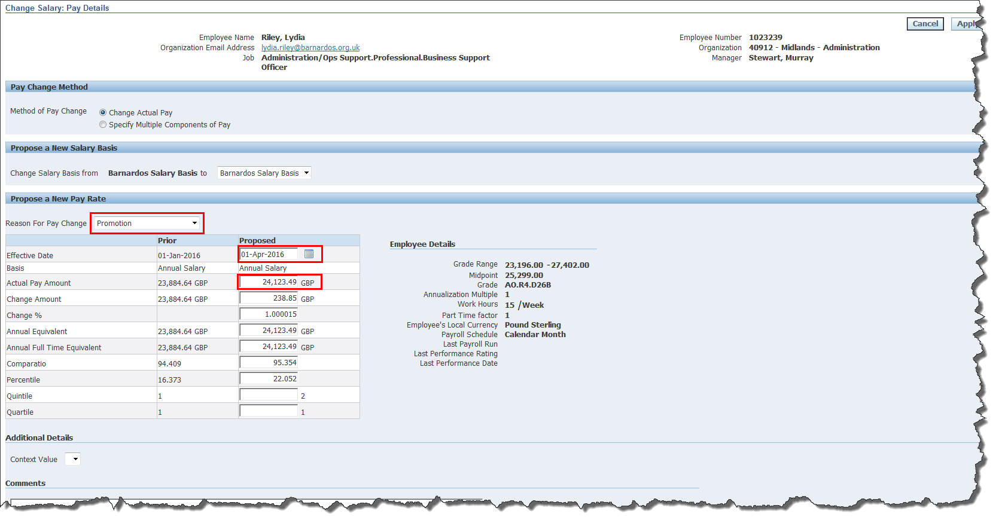 Change Salary: Pay Details
Cancel Apply
Employee Name Riley, Lydia Employee Number 1023239
Organization Email Address lydia.riley@barnardos.org.uk Organization 40912 - Midlands - Administration
Job Administration/Ops Support.Professional.Business Support Manager Stewart, Murray
Officer
Pay Change Method
Method of Pay Change Change Actual Pay
Specify Multiple Components of Pay
Propose a New Salary Basis
Change Salary Basis from Barnardos Salary Basis to Barnardos Salary Basis
Propose a New Pay Rate
Reason For Pay Change Promotion
Prior Proposed
Effective Date 01-Jan-2016 01-Apr-2016
Basis Annual Salary Annual Salary
Actual Pay Amount 23,884.64 GBP 24,123.49 GBP
Change Amount 23,884.64 GBP 238.85 GBP
Change % 1.000015
Annual Equivalent 23,884.64 GBP 24,123.49 GBP
Annual Full Time Equivalent 23,884.64 GBP 24,123.49 GBP
Comparatio 94.409 95.354
Percentile 16.373 22.052
Quintile 1 2
Quartile 1 1
Employee Details
Grade Range 23,196.00 -27,402.00
Midpoint 25,299.00
Grade AO.R4.D26B
Annualization Multiple 1
Work Hours 15 /Week
Part Time factor 1
Employee's Local Currency Pound Sterling
Payroll Schedule Calendar Month
Last Payroll Run
Last Performance Rating
Last Performance Date
Additional Details
Context Value
Comments